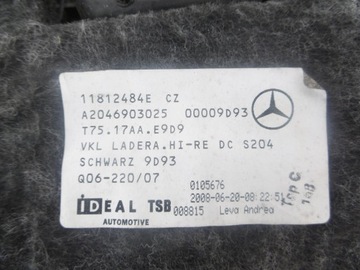 11812484E CZ
A2046903025 00009D93
T75.17AA.E9D9
VKL LADERA.HI-RE DC S204
SCHWARZ 9D93
Q06-220/07
0105676
2008-06-20-08:22:51
iDEAL TSB 008815 Leva Andrea
AUTOMOTIVE